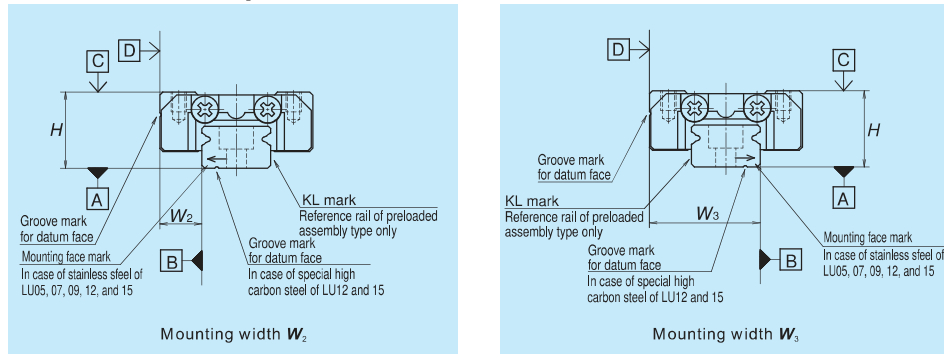 D
C
H
A
W2
Groove mark
for datum face
Mounting face mark
In case of stainless sfeel of
LU05, 07, 09, 12, and 15
B
KL mark
Reference rail of preloaded
assembly type only
Groove mark
for datum face
In case of special high
carbon steel of LU12 and 15
Mounting width W2
D
C
H
A
Groove mark
for datum face
KL mark
Reference rail of preloaded
assembly type only
W3
Groove mark
for datum face
In case of special high
carbon steel of LU12 and 15
B
Mounting face mark
In case of stainless sfeel of
LU05, 07, 09, 12, and 15
Mounting width W3